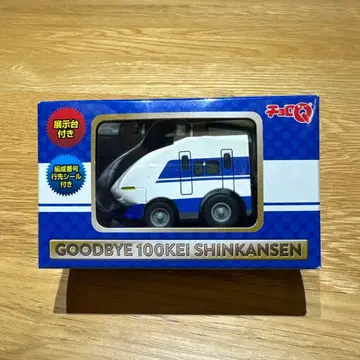 展示台
付き
チョロQ
編成番号
行先シール
付き
GOODBYE 100KEI SHINKANSEN